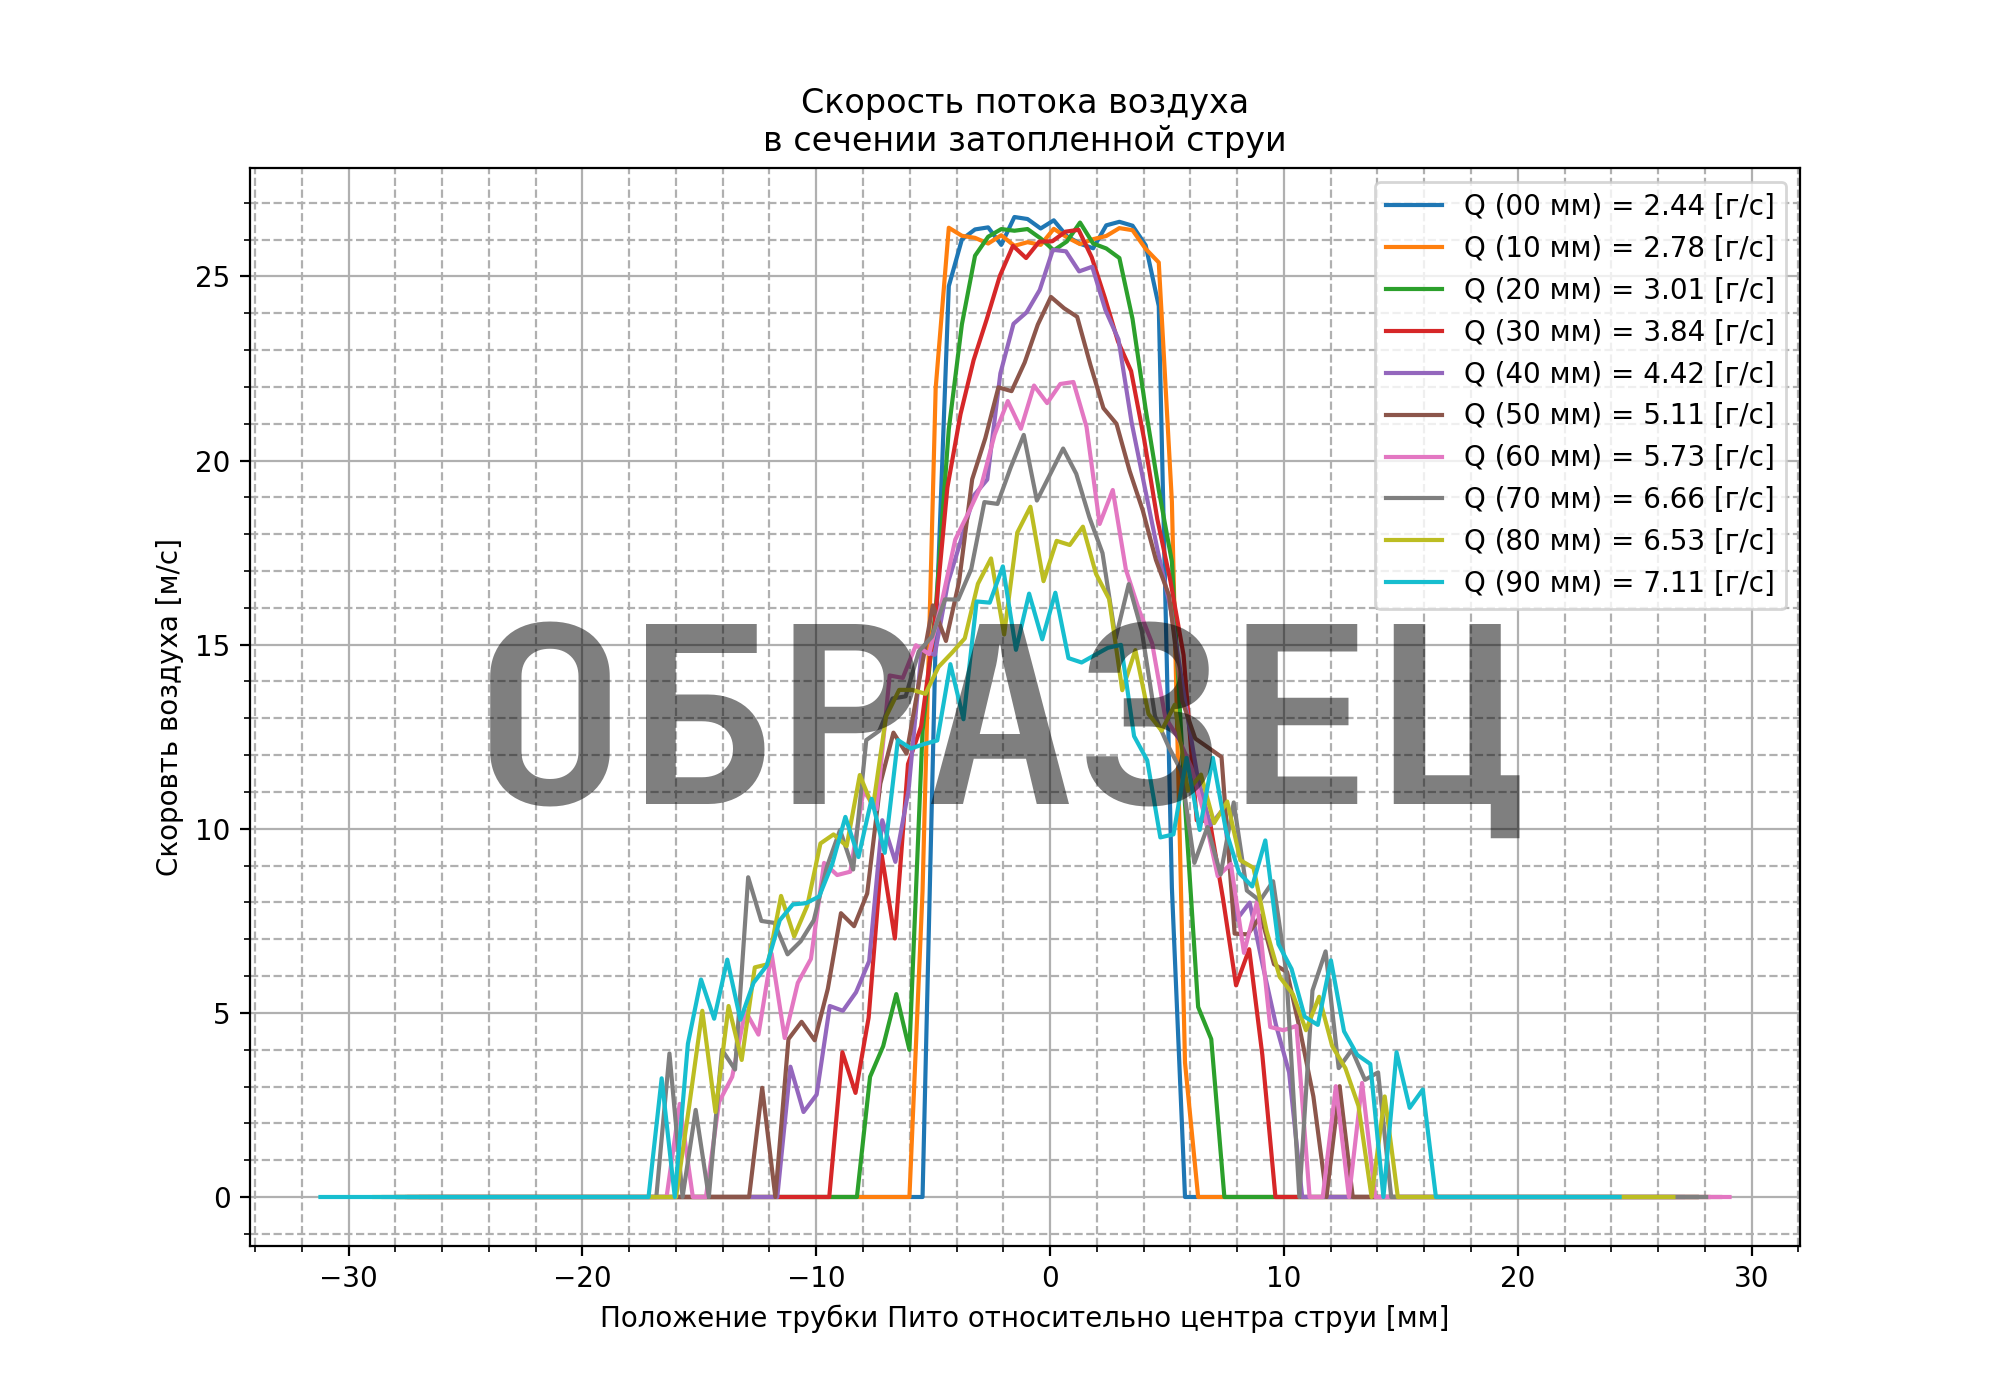 Скорость потока воздуха
в сечении затопленной струи
Скоровть воздуха [м/с]
25
20
15
10
5
0
Q (00 мм) = 2.44 [г/с]
Q (10 мм) = 2.78 [г/с]
Q (20 мм) = 3.01 [г/с]
Q (30 мм) = 3.84 [г/с]
Q (40 мм) = 4.42 [г/с]
Q (50 мм) = 5.11 [г/с]
Q (60 мм) = 5.73 [г/с]
Q (70 мм) = 6.66 [г/с]
Q (80 мм) = 6.53 [г/с]
Q (90 мм) = 7.11 [г/с]
ОБРАЗЕЦ
−30 −20 −10 0 10 20 30
Положение трубки Пито относительно центра струи [мм]